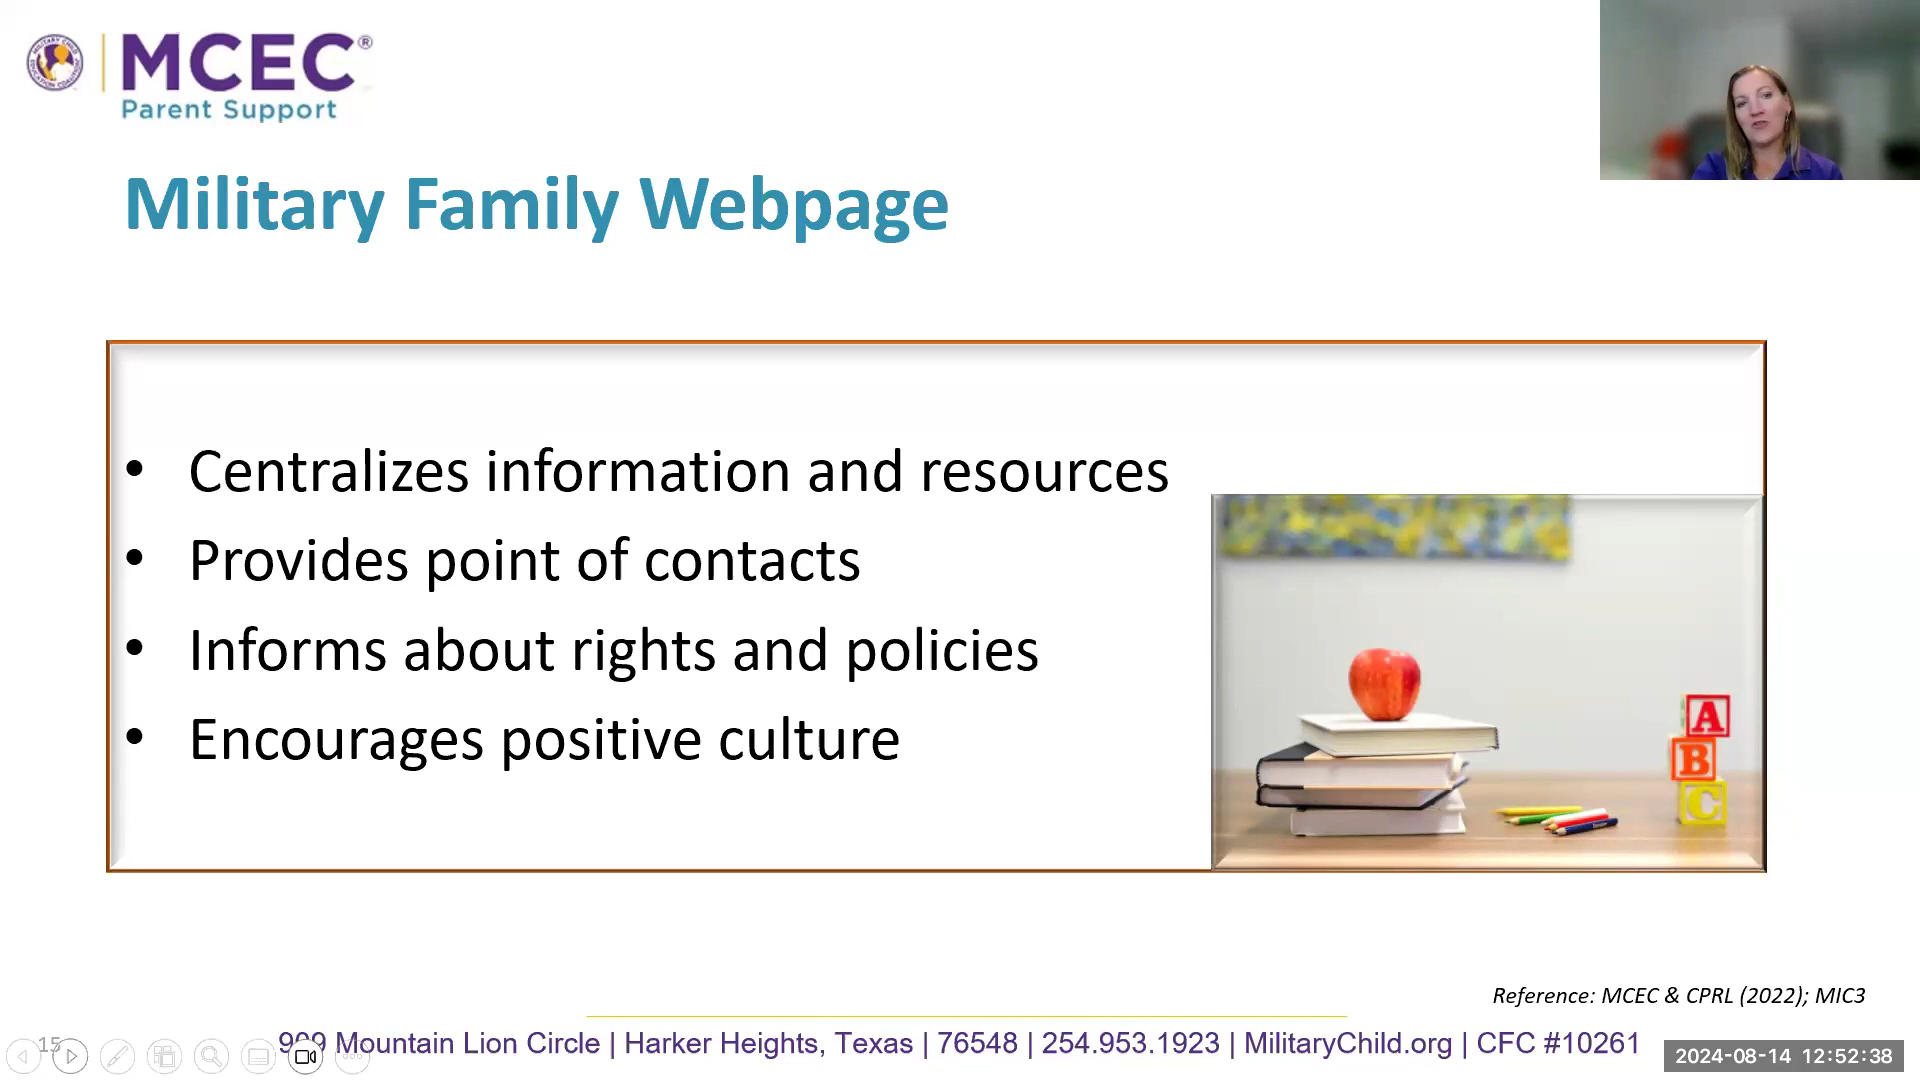 MCEC®
Parent Support
Military Family Webpage
• Centralizes information and resources
• Provides point of contacts
• Informs about rights and policies
• Encourages positive culture
A
B
C
Reference: MCEC & CPRL (2022); MIC3
15
909 Mountain Lion Circle | Harker Heights, Texas | 76548 | 254.953.1923 | MilitaryChild.org | CFC #10261
2024-08-14 12:52:38